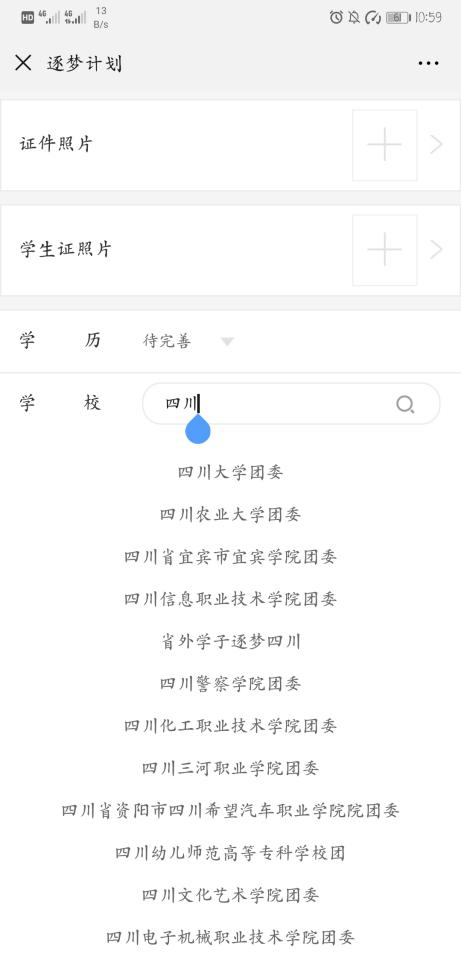 HD 4G 4G 13 B/s 61 10:59
逐梦计划
证件照片
学生证照片
学 历 待完善
学 校 四川
四川大学团委
四川农业大学团委
四川省宜宾市宜宾学院团委
四川信息职业技术学院团委
省外学子逐梦四川
四川警察学院团委
四川化工职业技术学院团委
四川三河职业学院团委
四川省资阳市四川希望汽车职业学院院团委
四川幼儿师范高等专科学校团
四川文化艺术学院团委
四川电子机械职业技术学院团委